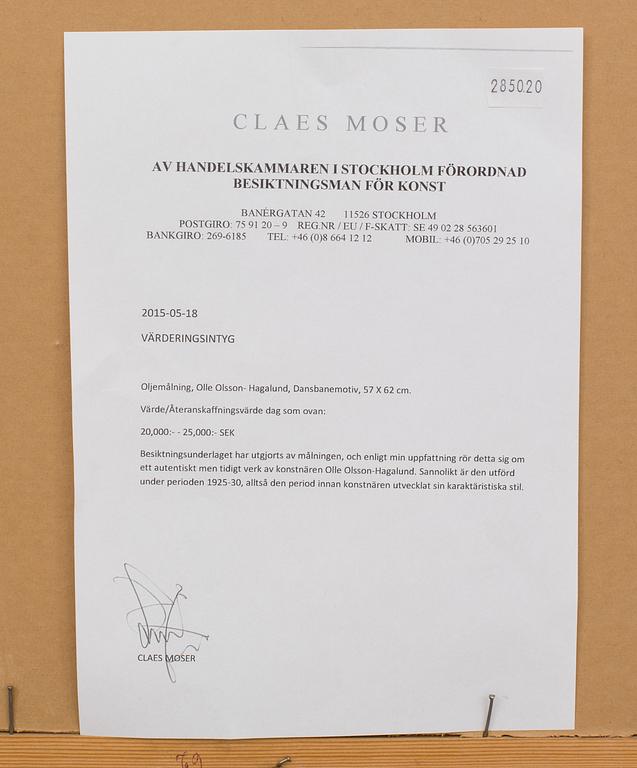 285020
CLAES MOSER
AV HANDELSKAMMAREN I STOCKHOLM FÖRORDNAD
BESIKTNINGSMAN FÖR KONST
BANÉRGATAN 42 11526 STOCKHOLM
POSTGIRO: 75 91 20 – 9 REG.NR / EU / F-SKATT: SE 49 02 28 563601
BANKGIRO: 269-6185 TEL: +46 (0)8 664 12 12 MOBIL: +46 (0)705 29 25 10
2015-05-18
VÄRDERINGSINTYG
Oljemålning, Olle Olsson- Hagalund, Dansbanemotiv, 57 X 62 cm.
Värde/Återanskaffningsvärde dag som ovan:
20,000:- - 25,000:- SEK
Besiktningsunderlaget har utgjorts av målningen, och enligt min uppfattning rör detta sig om
ett autentiskt men tidigt verk av konstnären Olle Olsson-Hagalund. Sannolikt är den utförd
under perioden 1925-30, alltså den period innan konstnären utvecklat sin karaktäristiska stil.
CLAES MOSER